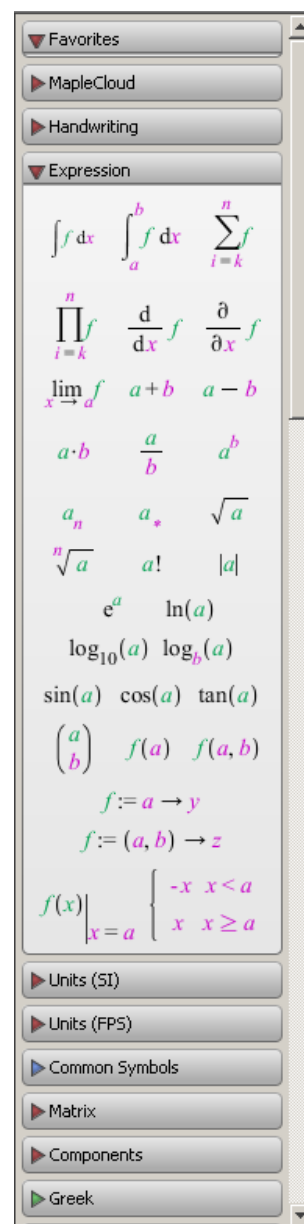 Favorites
MapleCloud
Handwriting
Expression
∫f dx ∫_a^b f dx ∑_{i=k}^n f
∏_{i=k}^n f d/dx f ∂/∂x f
lim_{x→a} f a+b a−b
a·b a/b a^b
a_n a_* √a
ⁿ√a a! |a|
e^a ln(a)
log_10(a) log_b(a)
sin(a) cos(a) tan(a)
(a b) f(a) f(a, b)
f := a → y
f := (a, b) → z
f(x)|_{x=a} { -x x < a
x x ≥ a
Units (SI)
Units (FPS)
Common Symbols
Matrix
Components
Greek